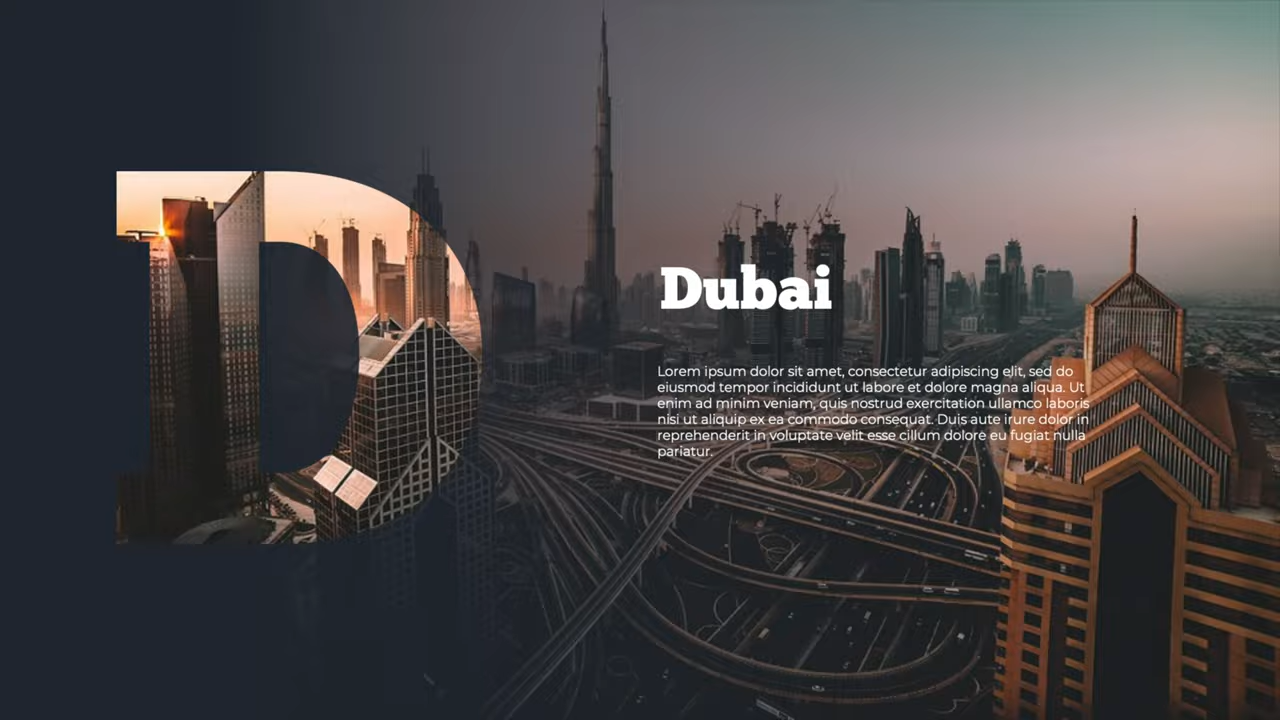 D
Dubai
Lorem ipsum dolor sit amet, consectetur adipiscing elit, sed do
eiusmod tempor incididunt ut labore et dolore magna aliqua. Ut
enim ad minim veniam, quis nostrud exercitation ullamco laboris
nisi ut aliquip ex ea commodo consequat. Duis aute irure dolor in
reprehenderit in voluptate velit esse cillum dolore eu fugiat nulla
pariatur.